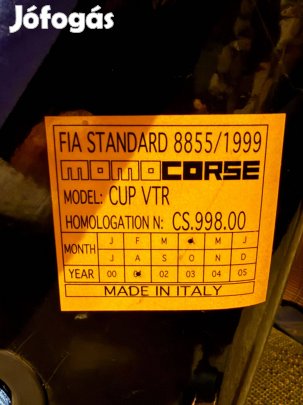 Jófogás
FIA STANDARD 8855/1999
MOMOCORSE
MODEL: CUP VTR
HOMOLOGATION N: CS.998.00
MONTH J F M A M J
J A S O N D
YEAR 00 02 03 04 05
MADE IN ITALY